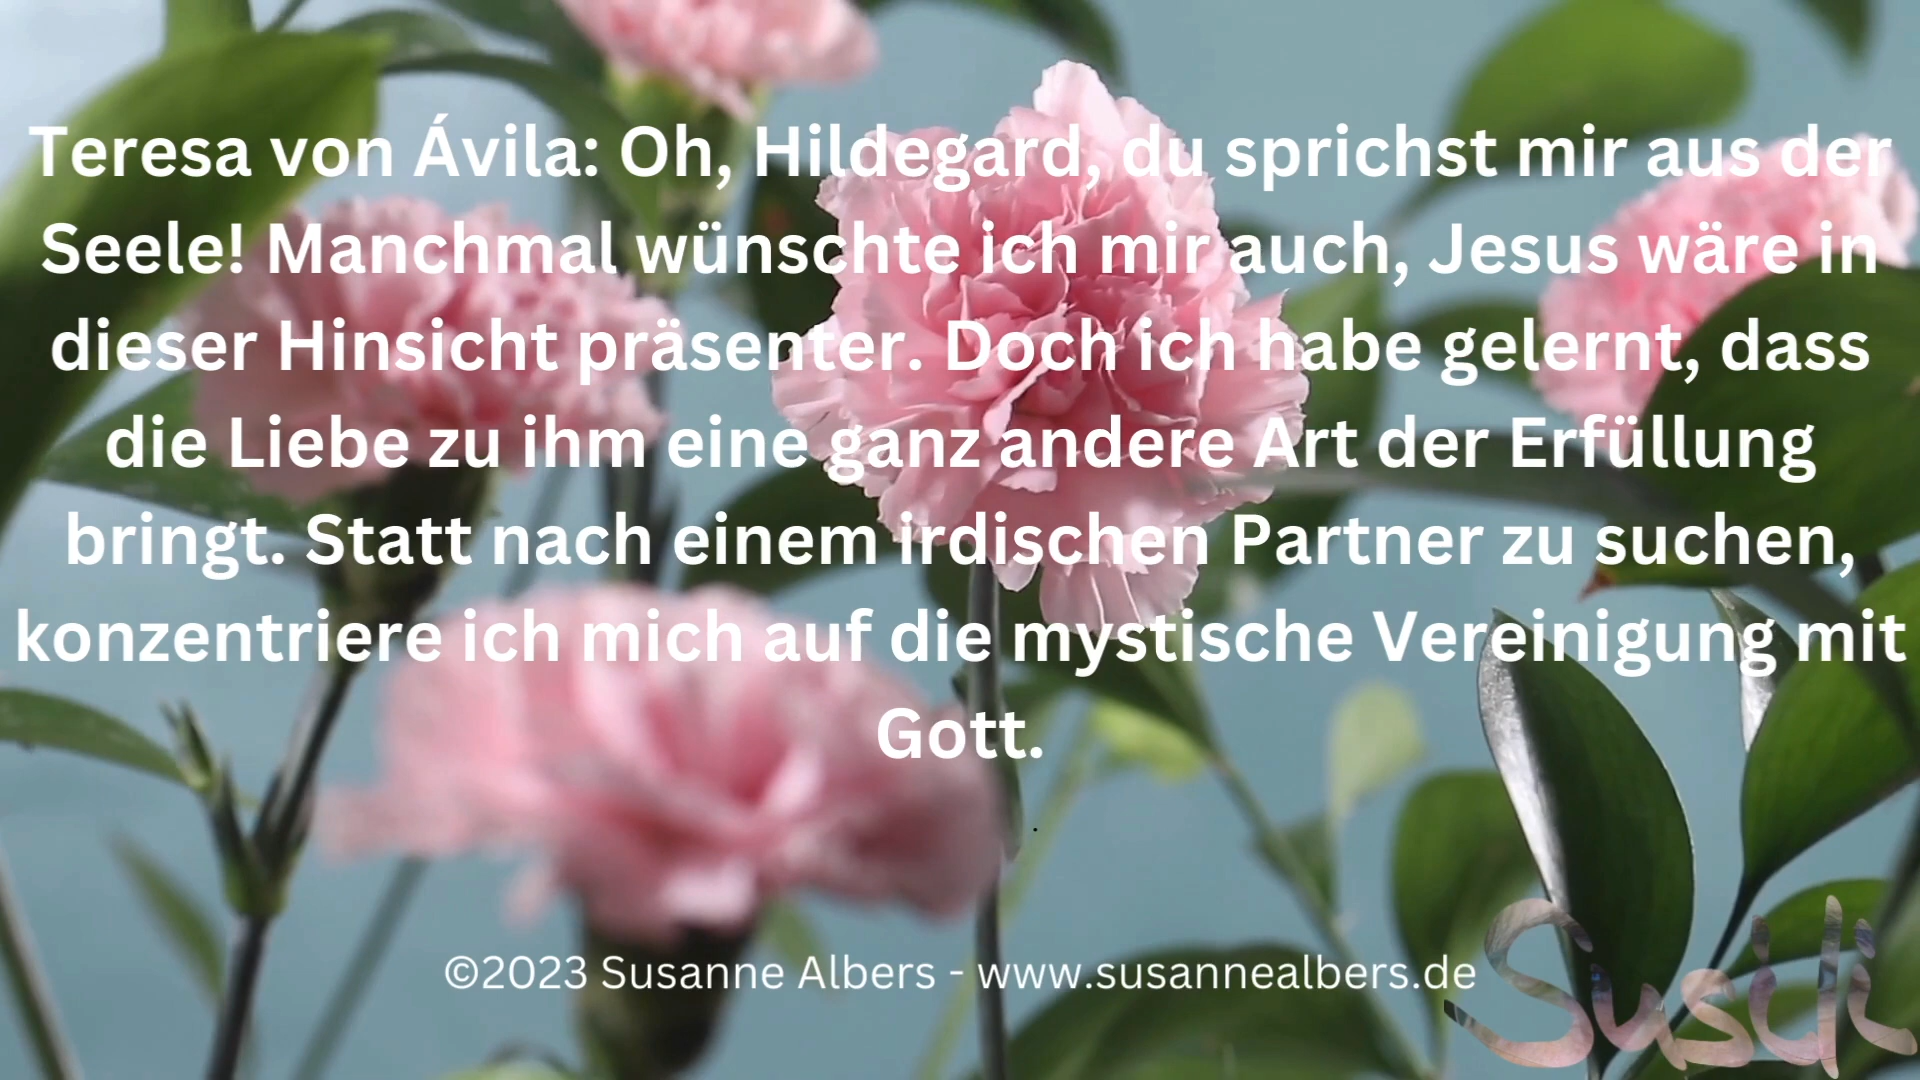 Teresa von Ávila: Oh, Hildegard, du sprichst mir aus der
Seele! Manchmal wünschte ich mir auch, Jesus wäre in
dieser Hinsicht präsenter. Doch ich habe gelernt, dass
die Liebe zu ihm eine ganz andere Art der Erfüllung
bringt. Statt nach einem irdischen Partner zu suchen,
konzentriere ich mich auf die mystische Vereinigung mit
Gott.
.
©2023 Susanne Albers - www.susannealbers.de
Susili